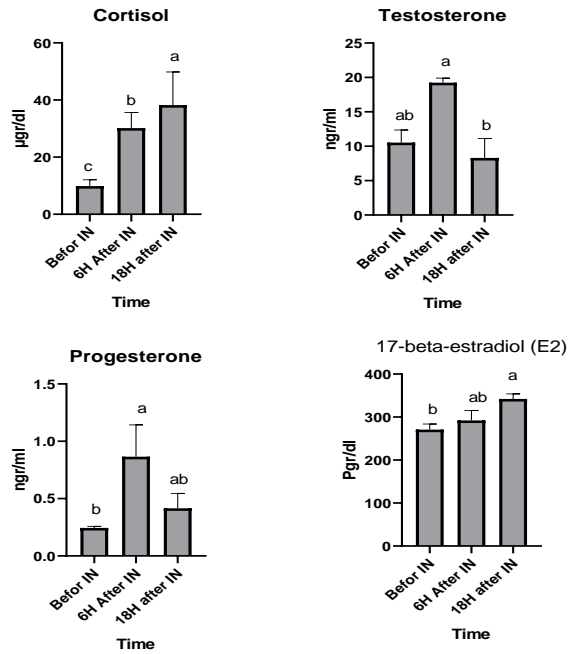 Cortisol
60
40
20
0
µgr/dl
c
b
a
Befor IN
6H After IN
18H after IN
Time
Testosterone
25
20
15
10
5
0
ngr/ml
ab
a
b
Befor IN
6H After IN
18H after IN
Time
Progesterone
1.5
1.0
0.5
0.0
ngr/ml
b
a
ab
Befor IN
6H After IN
18H after IN
Time
17-beta-estradiol (E2)
400
300
200
100
0
Pgr/dl
b
ab
a
Befor IN
6H After IN
18H after IN
Time